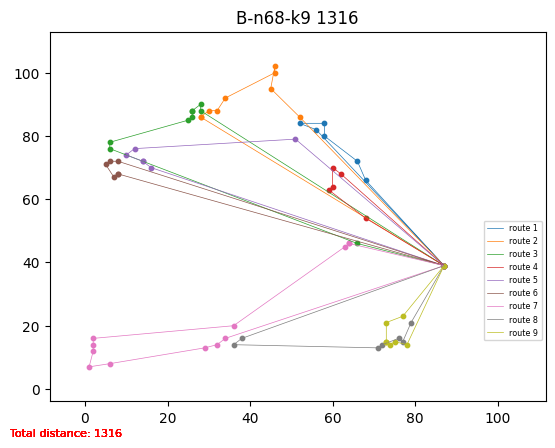 B-n68-k9 1316
100
80
60
40
20
0
route 1
route 2
route 3
route 4
route 5
route 6
route 7
route 8
route 9
0 20 40 60 80 100
Total distance: 1316